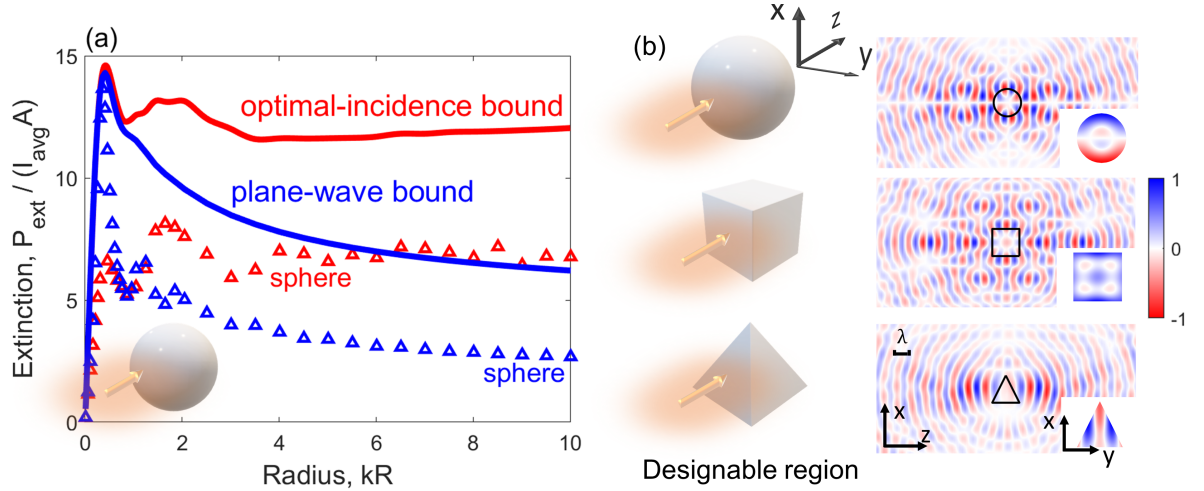 (a)
15
10
5
0
Extinction, P_ext / (I_avg A)
optimal-incidence bound
plane-wave bound
sphere
sphere
0 2 4 6 8 10
Radius, kR
(b)
x
z
y
Designable region
λ
x
z
x
y
1
0
-1